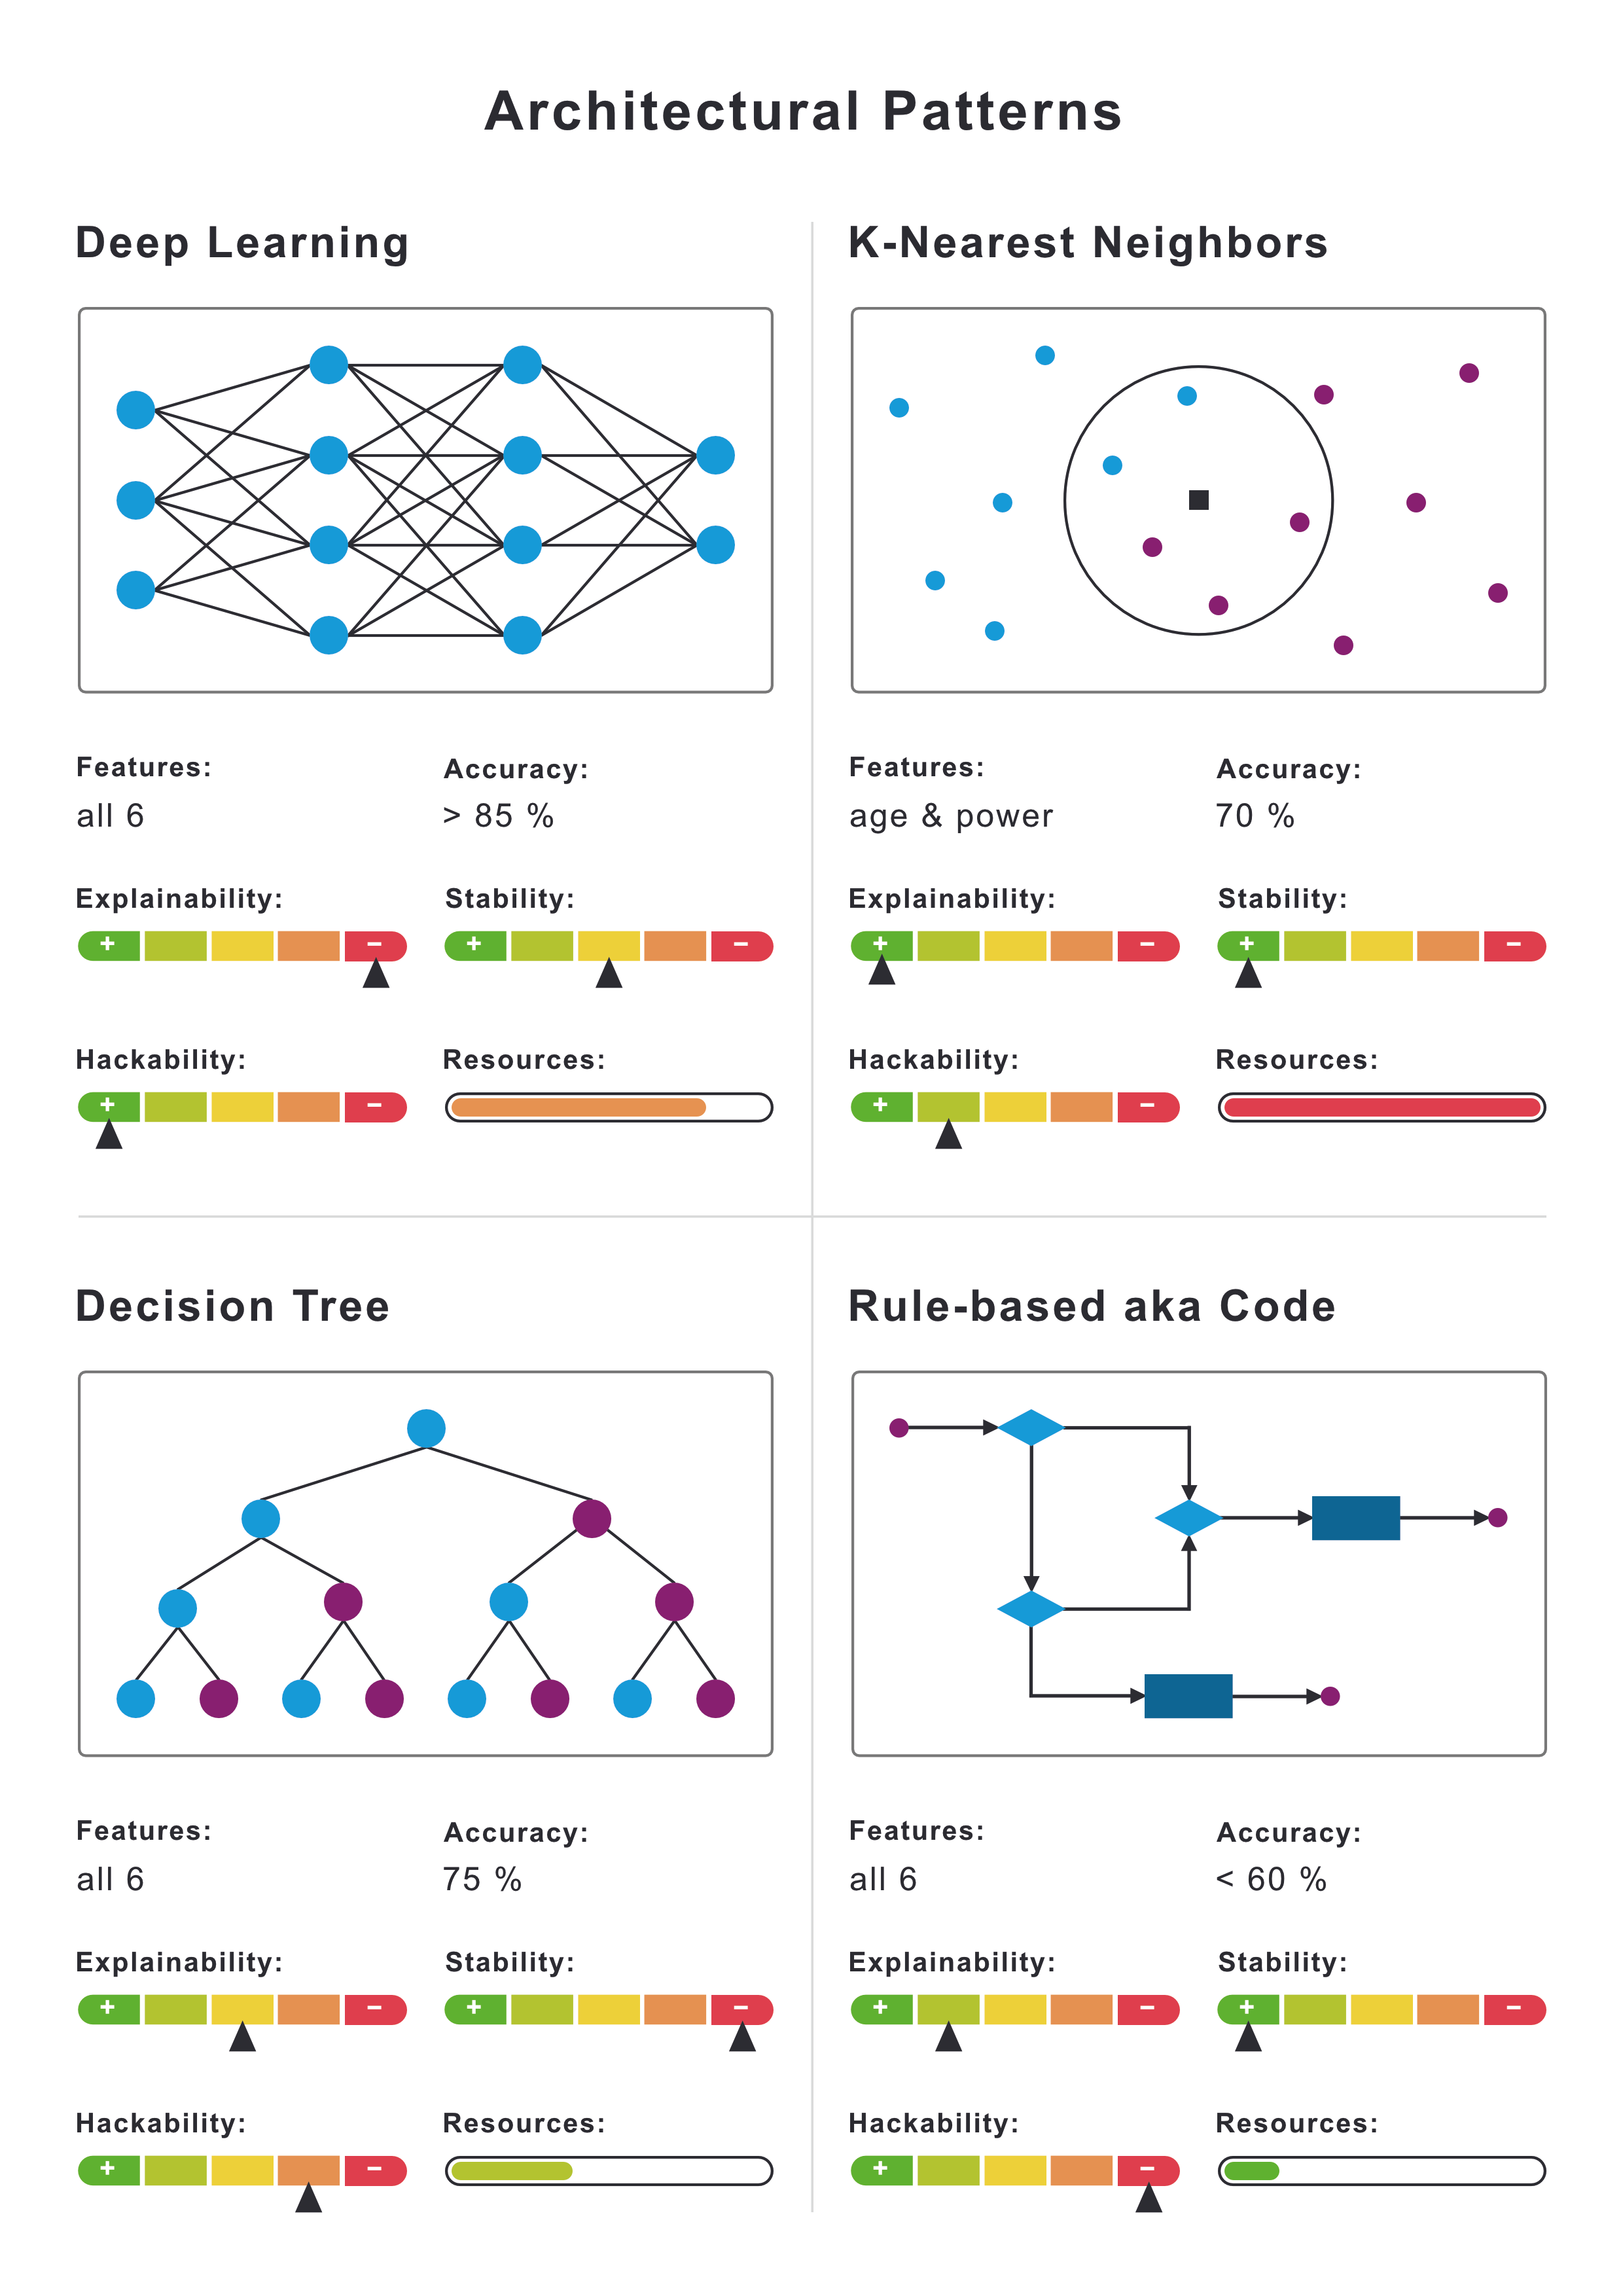 Architectural Patterns
Deep Learning
Features:
all 6
Accuracy:
> 85 %
Explainability:
+ −
Stability:
+ −
Hackability:
+ −
Resources:
K-Nearest Neighbors
Features:
age & power
Accuracy:
70 %
Explainability:
+ −
Stability:
+ −
Hackability:
+ −
Resources:
Decision Tree
Features:
all 6
Accuracy:
75 %
Explainability:
+ −
Stability:
+ −
Hackability:
+ −
Resources:
Rule-based aka Code
Features:
all 6
Accuracy:
< 60 %
Explainability:
+ −
Stability:
+ −
Hackability:
+ −
Resources: